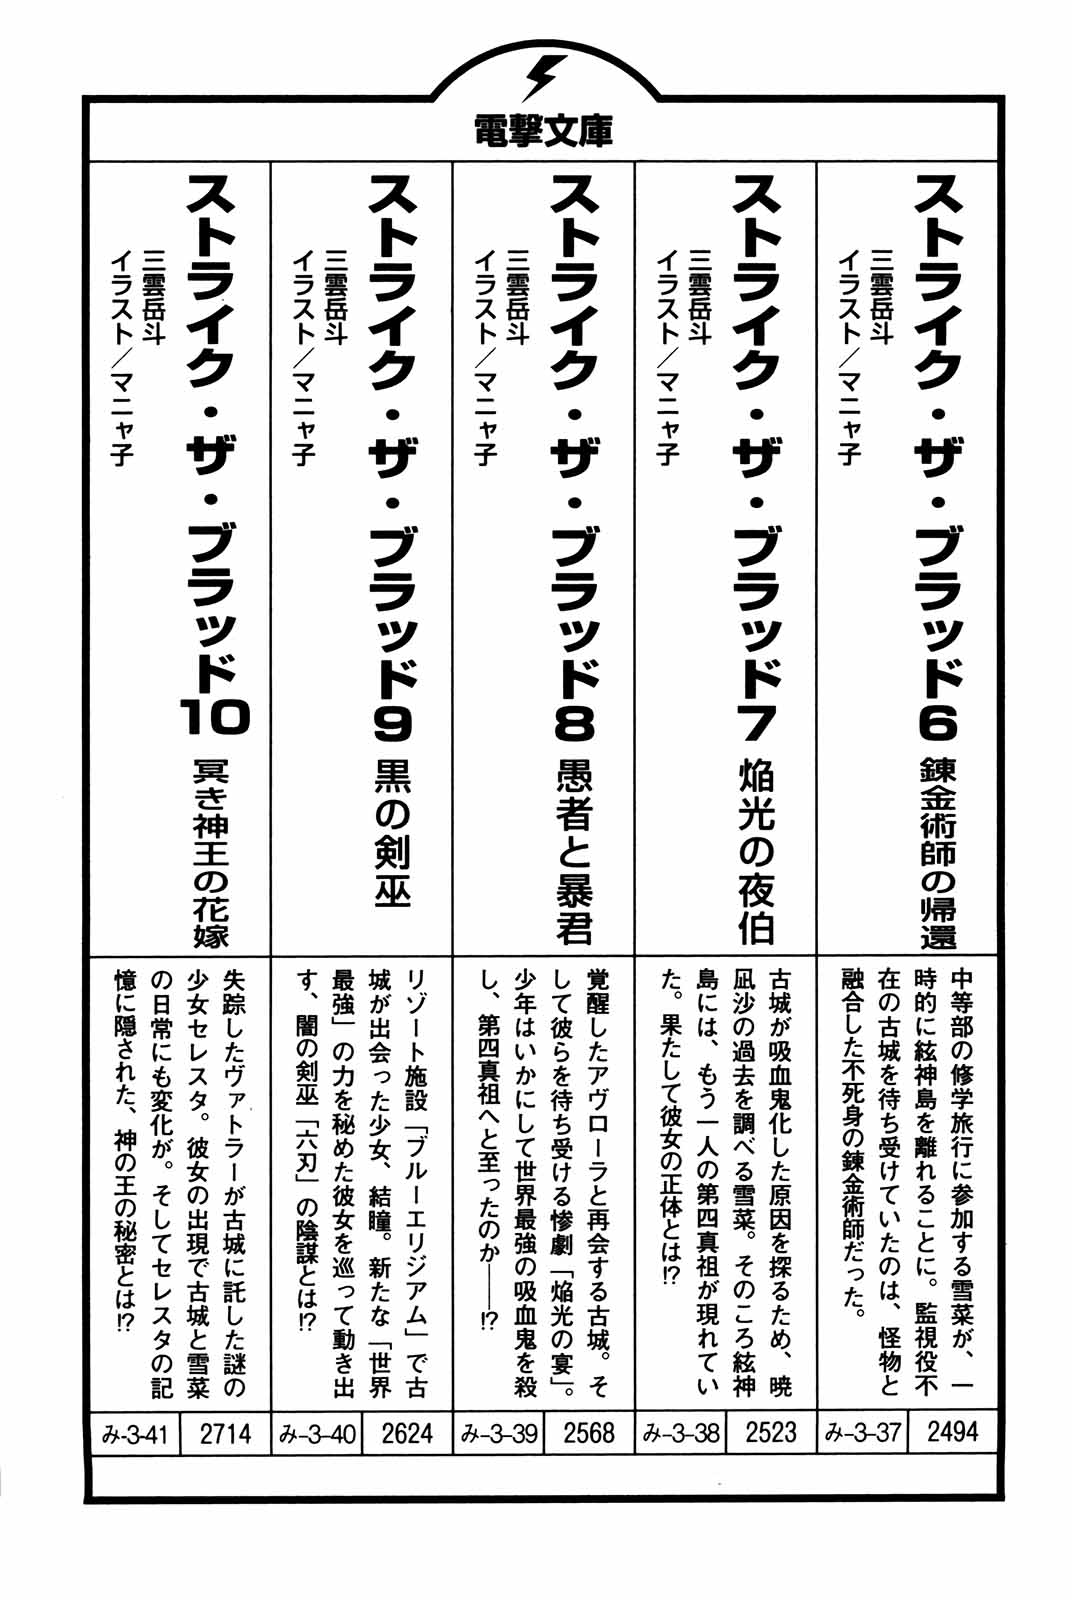 電撃文庫
ストライク・ザ・ブラッド6 錬金術師の帰還
三雲岳斗
イラスト／マニャ子
中等部の修学旅行に参加する雪菜が、一
時的に絃神島を離れることに。監視役不
在の古城を待ち受けていたのは、怪物と
融合した不死身の錬金術師だった。
み-3-37
2494
ストライク・ザ・ブラッド7 焔光の夜伯
三雲岳斗
イラスト／マニャ子
古城が吸血鬼化した原因を探るため、暁
凪沙の過去を調べる雪菜。そのころ絃神
島には、もう一人の第四真祖が現れてい
た。果たして彼女の正体とは!?
み-3-38
2523
ストライク・ザ・ブラッド8 愚者と暴君
三雲岳斗
イラスト／マニャ子
覚醒したアヴローラと再会する古城。そ
して彼らを待ち受ける惨劇「焔光の宴」。
少年はいかにして世界最強の吸血鬼を殺
し、第四真祖へと至ったのか――!?
み-3-39
2568
ストライク・ザ・ブラッド9 黒の剣巫
三雲岳斗
イラスト／マニャ子
リゾート施設「ブルーエリジアム」で古
城が出会った少女、結瞳。新たな「世界
最強」の力を秘めた彼女を巡って動き出
す、闇の剣巫「六刃」の陰謀とは!?
み-3-40
2624
ストライク・ザ・ブラッド10 冥き神王の花嫁
三雲岳斗
イラスト／マニャ子
失踪したヴァトラーが古城に託した謎の
少女セレスタ。彼女の出現で古城と雪菜
の日常にも変化が。そしてセレスタの記
憶に隠された、神の王の秘密とは!?
み-3-41
2714